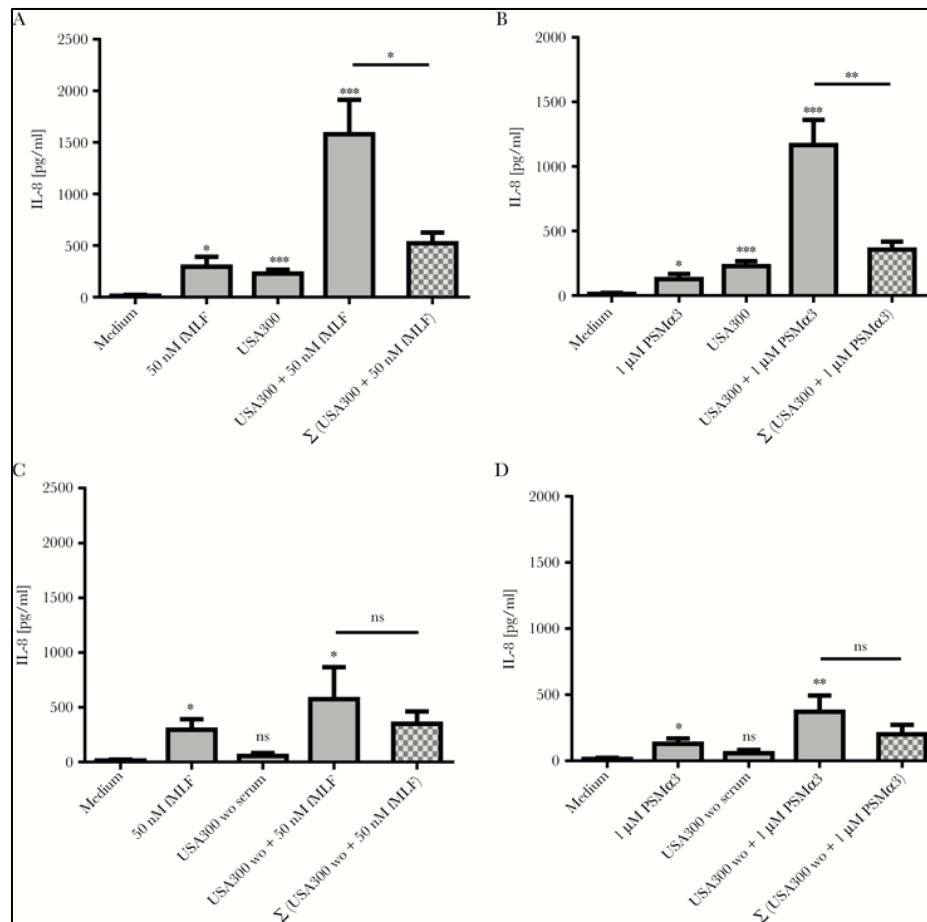 A
2500
2000
1500
1000
500
0
IL-8 [pg/ml]
*
***
***
*
Medium
50 nM fMLF
USA300
USA300 + 50 nM fMLF
Σ (USA300 + 50 nM fMLF)
B
2000
1500
1000
500
0
IL-8 [pg/ml]
*
***
***
**
Medium
1 µM PSMα3
USA300
USA300 + 1 µM PSMα3
Σ (USA300 + 1 µM PSMα3)
C
2500
2000
1500
1000
500
0
IL-8 [pg/ml]
*
ns
*
ns
Medium
50 nM fMLF
USA300 wo serum
USA300 wo + 50 nM fMLF
Σ (USA300 wo + 50 nM fMLF)
D
2000
1500
1000
500
0
IL-8 [pg/ml]
*
ns
**
ns
Medium
1 µM PSMα3
USA300 wo serum
USA300 wo + 1 µM PSMα3
Σ (USA300 wo + 1 µM PSMα3)